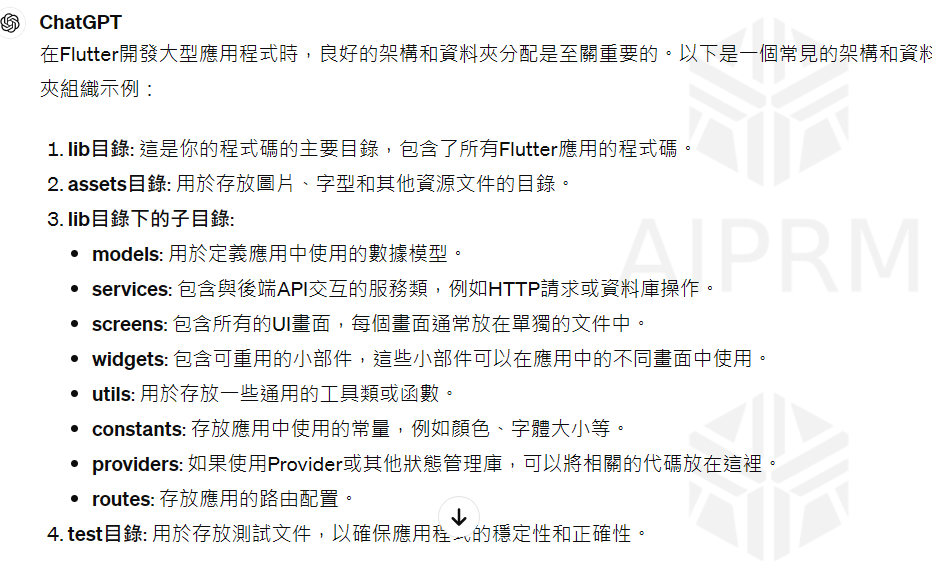 ChatGPT
在Flutter開發大型應用程式時，良好的架構和資料夾分配是至關重要的。以下是一個常見的架構和資料
夾組織示例：
1. lib目錄: 這是你的程式碼的主要目錄，包含了所有Flutter應用的程式碼。
2. assets目錄: 用於存放圖片、字型和其他資源文件的目錄。
3. lib目錄下的子目錄:
• models: 用於定義應用中使用的數據模型。
• services: 包含與後端API交互的服務類，例如HTTP請求或資料庫操作。
• screens: 包含所有的UI畫面，每個畫面通常放在單獨的文件中。
• widgets: 包含可重用的小部件，這些小部件可以在應用中的不同畫面中使用。
• utils: 用於存放一些通用的工具類或函數。
• constants: 存放應用中使用的常量，例如顏色、字體大小等。
• providers: 如果使用Provider或其他狀態管理庫，可以將相關的代碼放在這裡。
• routes: 存放應用的路由配置。
4. test目錄: 用於存放測試文件，以確保應用程式的穩定性和正確性。
AIPRM